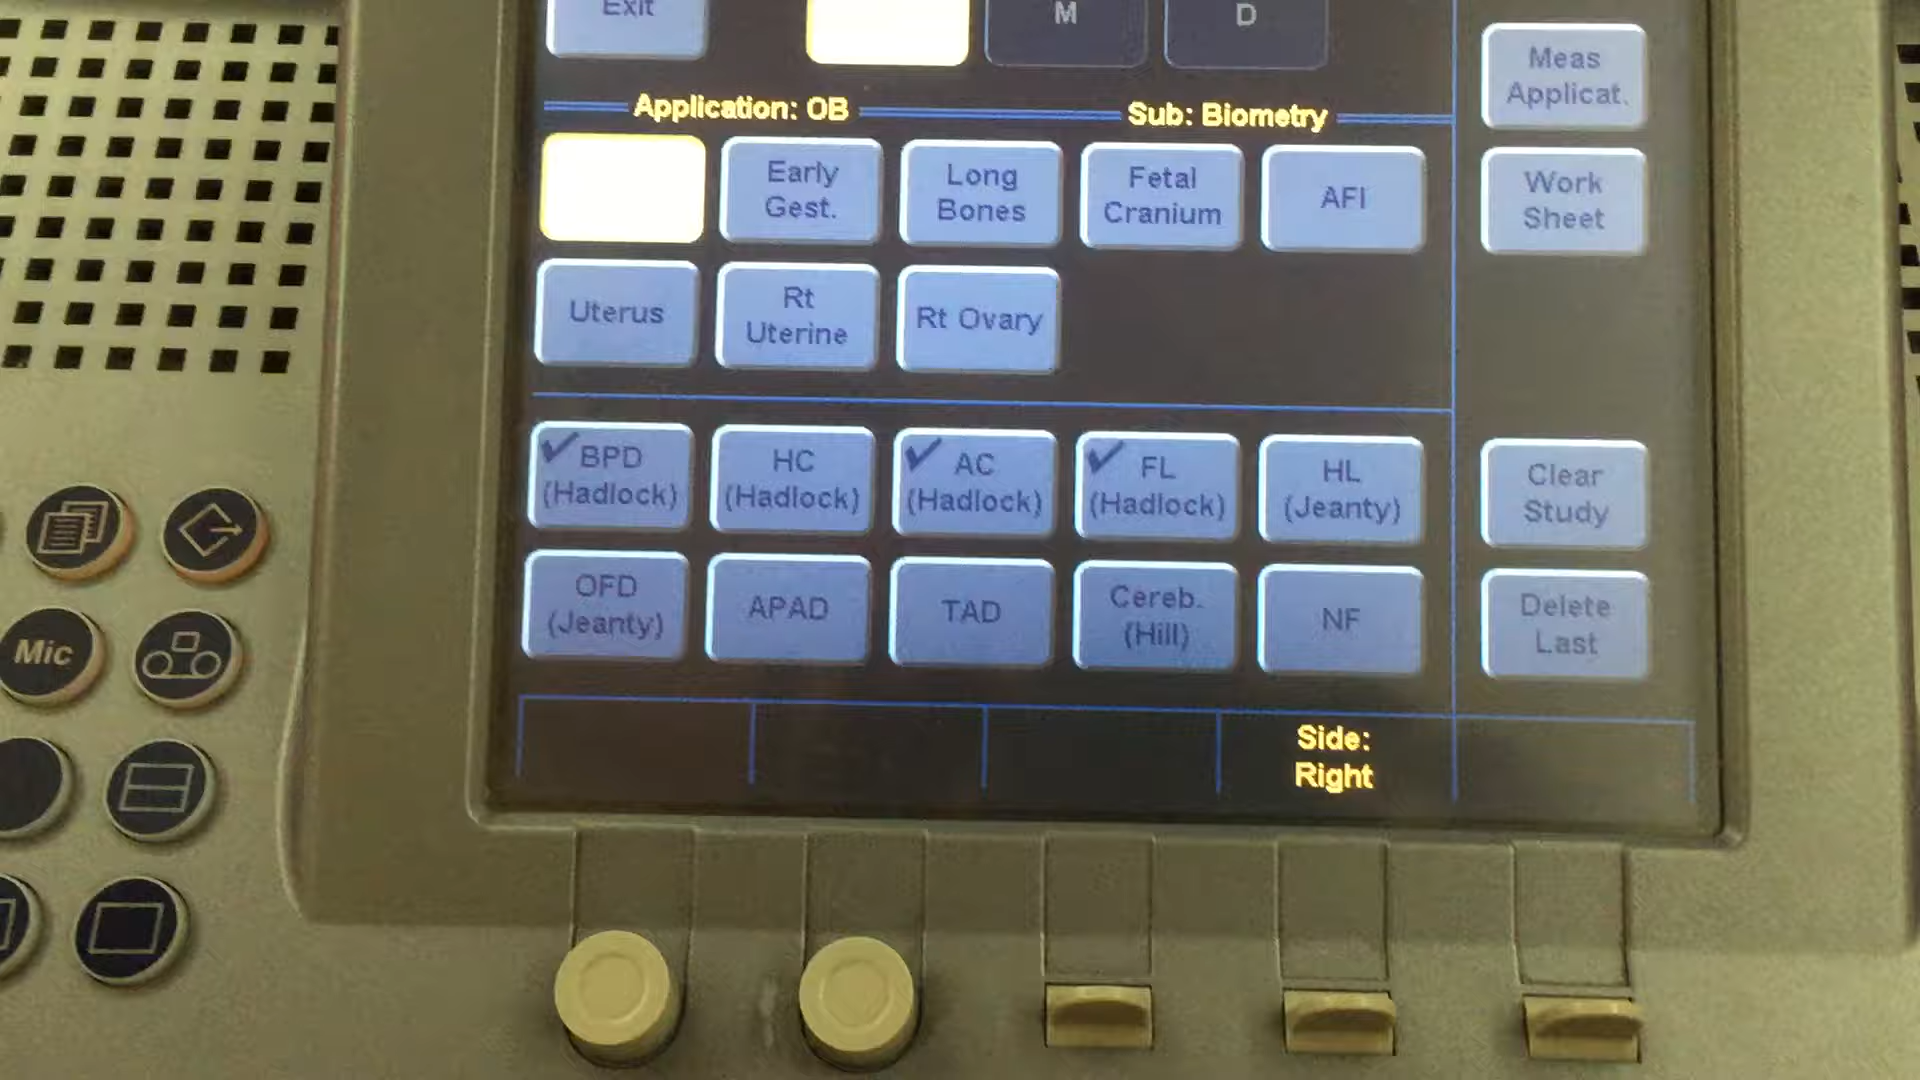 Exit
M
D
Meas
Applicat.
Application: OB
Sub: Biometry
Early
Gest.
Long
Bones
Fetal
Cranium
AFI
Work
Sheet
Uterus
Rt
Uterine
Rt Ovary
BPD
(Hadlock)
HC
(Hadlock)
AC
(Hadlock)
FL
(Hadlock)
HL
(Jeanty)
Clear
Study
OFD
(Jeanty)
APAD
TAD
Cereb.
(Hill)
NF
Delete
Last
Side:
Right
Mic